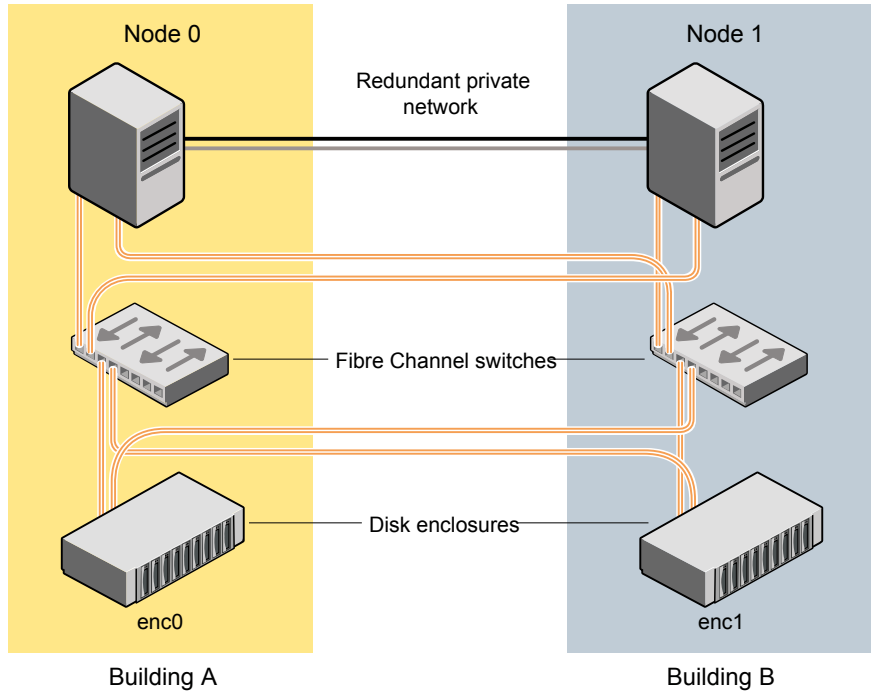 Node 0
Node 1
Redundant private
network
Fibre Channel switches
Disk enclosures
enc0
enc1
Building A
Building B